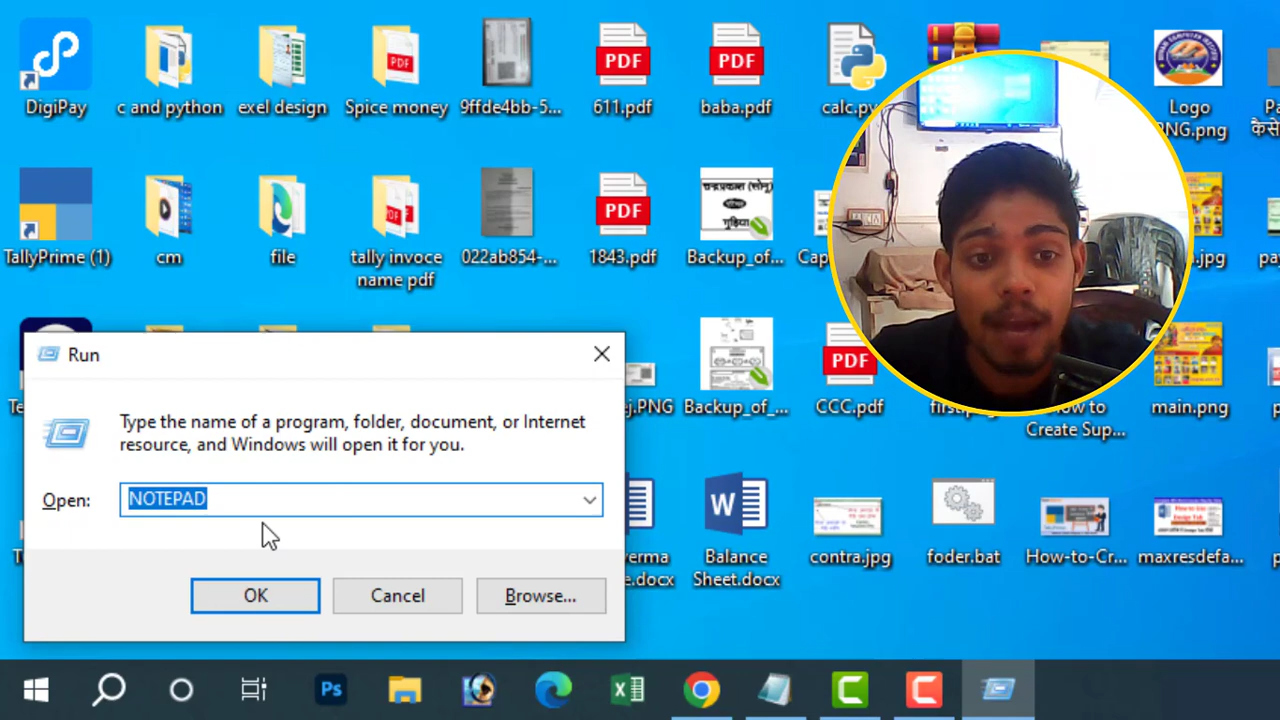 DigiPay
c and python
exel design
Spice money
9ffde4bb-5...
PDF
611.pdf
PDF
baba.pdf
Logo
PNG.png
TallyPrime (1)
cm
file
PDF
tally invoce
name pdf
022ab854-...
PDF
1843.pdf
चन्द्रप्रकाश (सोनू)
गुड़िया
Backup_of...
PDF
CCC.pdf
Backup_of_...
How to
Create Sup...
main.png
Run
Type the name of a program, folder, document, or Internet
resource, and Windows will open it for you.
Open:
NOTEPAD
OK
Cancel
Browse...
W
Balance
Sheet.docx
contra.jpg
foder.bat
How-to-Cr...
maxresdefa...
Ps